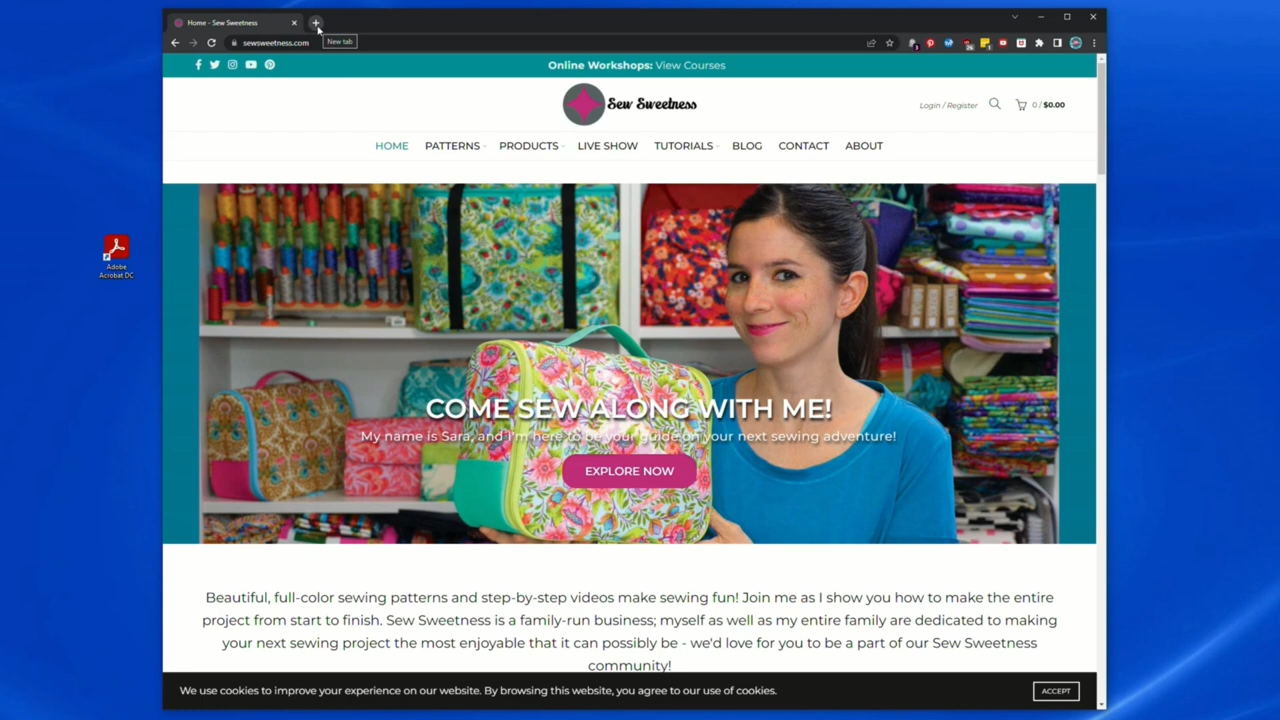 Home - Sew Sweetness
New tab
sewsweetness.com
Online Workshops: View Courses
Sew Sweetness
Login / Register
0 / $0.00
HOME PATTERNS PRODUCTS LIVE SHOW TUTORIALS BLOG CONTACT ABOUT
Adobe
Acrobat DC
COME SEW ALONG WITH ME!
My name is Sara, and I'm here to be your guide on your next sewing adventure!
EXPLORE NOW
Beautiful, full-color sewing patterns and step-by-step videos make sewing fun! Join me as I show you how to make the entire
project from start to finish. Sew Sweetness is a family-run business; myself as well as my entire family are dedicated to making
your next sewing project the most enjoyable that it can possibly be - we'd love for you to be a part of our Sew Sweetness
community!
We use cookies to improve your experience on our website. By browsing this website, you agree to our use of cookies.
ACCEPT